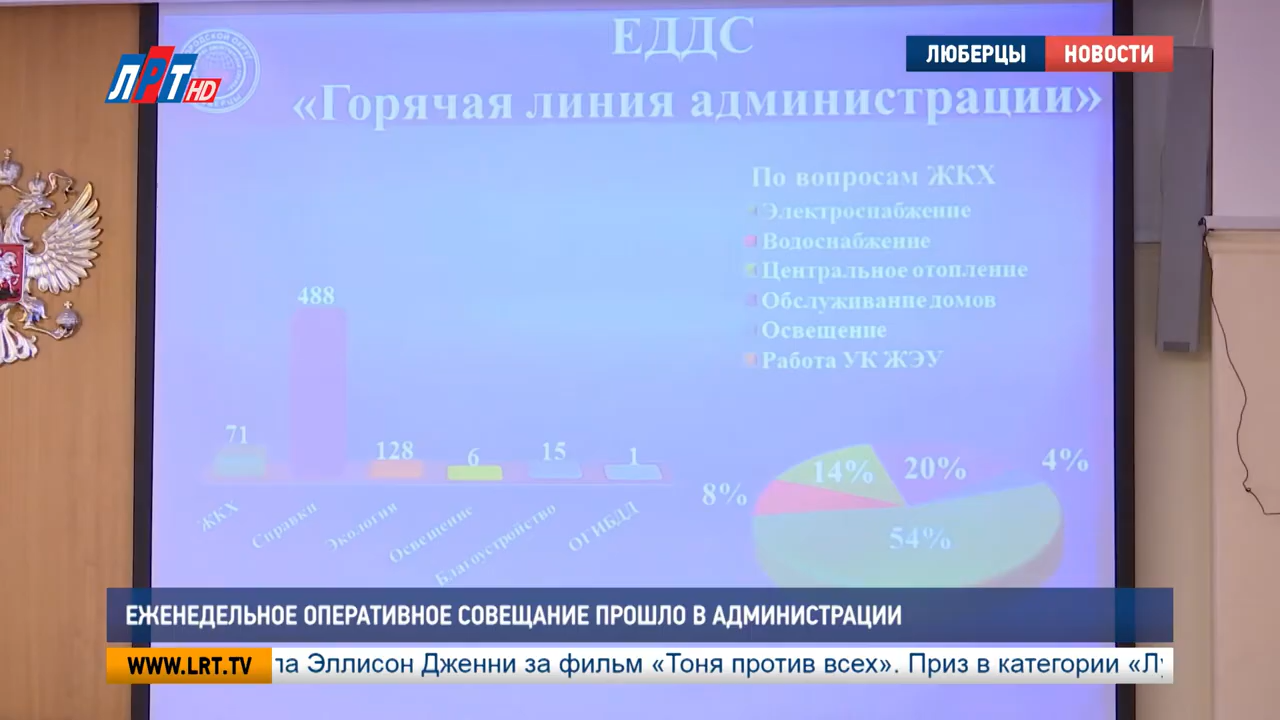 ЕДДС
ЛРТ HD
ЛЮБЕРЦЫ НОВОСТИ
«Горячая линия администрации»
По вопросам ЖКХ
Электроснабжение
Водоснабжение
Центральное отопление
Обслуживание домов
Освещение
Работа УК ЖЭУ
488
71
128
6
15
1
ЖКХ
Справки
Экология
Освещение
Благоустройство
ОГИБДД
8%
14%
20%
4%
54%
ЕЖЕНЕДЕЛЬНОЕ ОПЕРАТИВНОЕ СОВЕЩАНИЕ ПРОШЛО В АДМИНИСТРАЦИИ
WWW.LRT.TV
Эллисон Дженни за фильм «Тоня против всех». Приз в категории